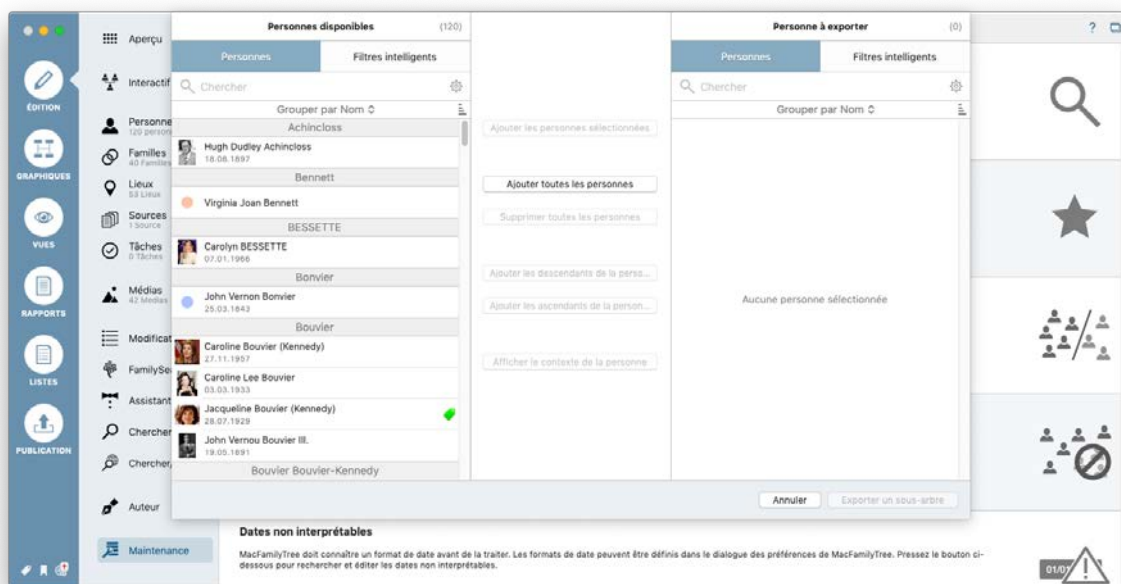 ÉDITION
GRAPHIQUES
VUES
RAPPORTS
LISTES
PUBLICATION
Aperçu
Interactif
Personne
120 person
Familles
40 Familles
Lieux
53 Lieux
Sources
1 Source
Tâches
0 Tâches
Médias
42 Medias
Modificat
FamilySe
Assistant
Chercher
Chercher,
Auteur
Maintenance
Personnes disponibles (120)
Personnes Filtres intelligents
Chercher
Grouper par Nom
Achincloss
Hugh Dudley Achincloss
18.08.1897
Bennett
Virginia Joan Bennett
BESSETTE
Carolyn BESSETTE
07.01.1966
Bonvier
John Vernon Bonvier
25.03.1843
Bouvier
Caroline Bouvier (Kennedy)
27.11.1957
Caroline Lee Bouvier
03.03.1933
Jacqueline Bouvier (Kennedy)
28.07.1929
John Vernou Bouvier III.
19.05.1891
Bouvier Bouvier-Kennedy
Ajouter les personnes sélectionnées
Ajouter toutes les personnes
Supprimer toutes les personnes
Ajouter les descendants de la perso...
Ajouter les ascendants de la person...
Afficher le contexte de la personne
Personne à exporter (0)
Personnes Filtres intelligents
Chercher
Grouper par Nom
Aucune personne sélectionnée
Annuler Exporter un sous-arbre
?
Dates non interprétables
MacFamilyTree doit connaître un format de date avant de la traiter. Les formats de date peuvent être définis dans le dialogue des préférences de MacFamilyTree. Pressez le bouton ci-
dessous pour rechercher et éditer les dates non interprétables.